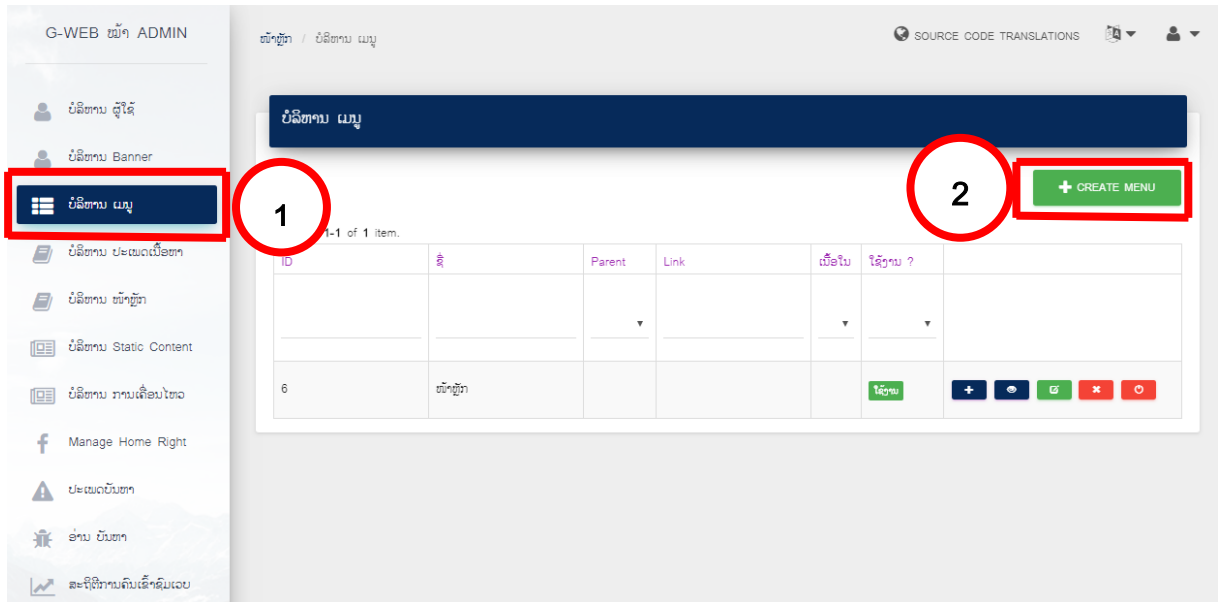 G-WEB ໜ້າ ADMIN
ໜ້າຫຼັກ / ບໍລິຫານ ເມນູ
SOURCE CODE TRANSLATIONS
ບໍລິຫານ ຜູ້ໃຊ້
ບໍລິຫານ Banner
ບໍລິຫານ ເມນູ
ບໍລິຫານ ປະເພດເນື້ອຫາ
ບໍລິຫານ ໜ້າຫຼັກ
ບໍລິຫານ Static Content
ບໍລິຫານ ການເຄື່ອນໄຫວ
Manage Home Right
ປະເພດບັນຫາ
ອ່ານ ບັນຫາ
ສະຖິຕິການຄົນເຂົ້າຊົມເວບ
ບໍລິຫານ ເມນູ
1
2
CREATE MENU
1-1 of 1 item.
ID ຊື່ Parent Link ເນື້ອໃນ ໃຊ້ງານ ?
6 ໜ້າຫຼັກ ໃຊ້ງານ